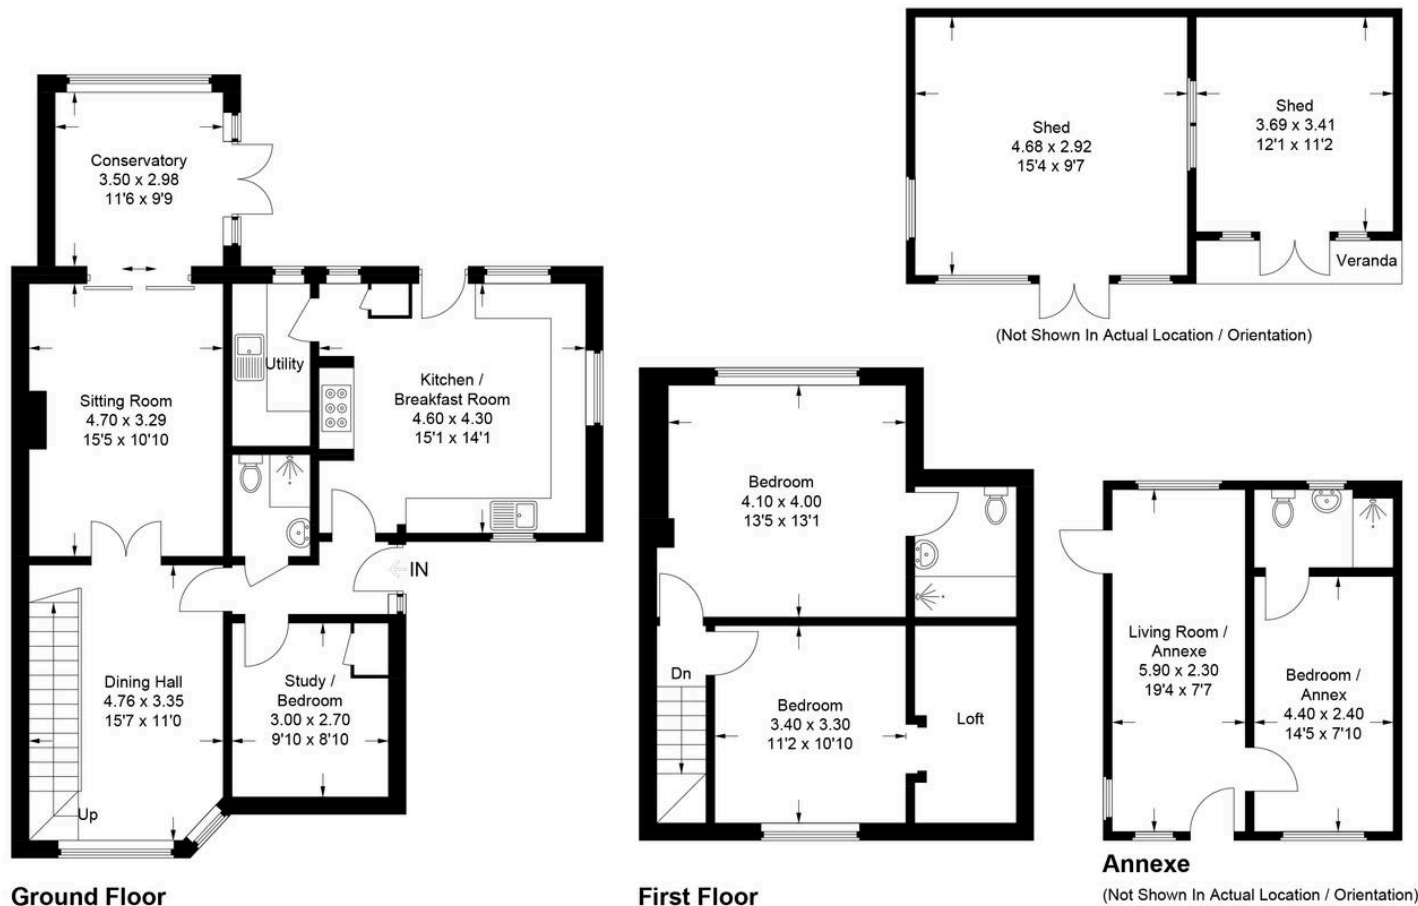 Conservatory
3.50 x 2.98
11'6 x 9'9
Sitting Room
4.70 x 3.29
15'5 x 10'10
Utility
Kitchen /
Breakfast Room
4.60 x 4.30
15'1 x 14'1
IN
Dining Hall
4.76 x 3.35
15'7 x 11'0
Up
Study /
Bedroom
3.00 x 2.70
9'10 x 8'10
Ground Floor
Shed
4.68 x 2.92
15'4 x 9'7
Shed
3.69 x 3.41
12'1 x 11'2
Veranda
(Not Shown In Actual Location / Orientation)
Bedroom
4.10 x 4.00
13'5 x 13'1
Dn
Bedroom
3.40 x 3.30
11'2 x 10'10
Loft
First Floor
Living Room /
Annexe
5.90 x 2.30
19'4 x 7'7
Bedroom /
Annex
4.40 x 2.40
14'5 x 7'10
Annexe
(Not Shown In Actual Location / Orientation)